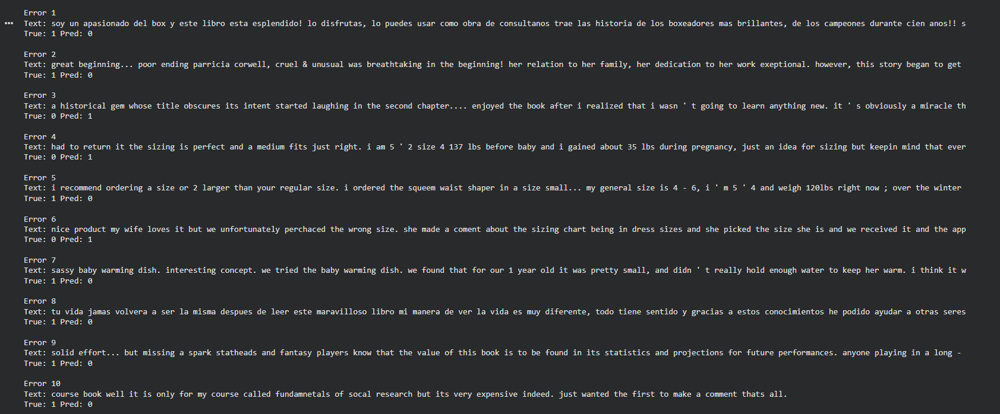 Error 1
Text: soy un apasionado del box y este libro esta esplendido! lo disfrutas, lo puedes usar como obra de consultanos trae las historia de los boxeadores mas brillantes, de los campeones durante cien anos!! s
True: 1 Pred: 0
Error 2
Text: great beginning... poor ending parricia corwell, cruel & unusual was breathtaking in the beginning! her relation to her family, her dedication to her work exeptional. however, this story began to get
True: 1 Pred: 0
Error 3
Text: a historical gem whose title obscures its intent started laughing in the second chapter.... enjoyed the book after i realized that i wasn ' t going to learn anything new. it ' s obviously a miracle th
True: 0 Pred: 1
Error 4
Text: had to return it the sizing is perfect and a medium fits just right. i am 5 ' 2 size 4 137 lbs before baby and i gained about 35 lbs during pregnancy, just an idea for sizing but keepin mind that ever
True: 0 Pred: 1
Error 5
Text: i recommend ordering a size or 2 larger than your regular size. i ordered the squeem waist shaper in a size small... my general size is 4 - 6, i ' m 5 ' 4 and weigh 120lbs right now ; over the winter
True: 1 Pred: 0
Error 6
Text: nice product my wife loves it but we unfortunately perchaced the wrong size. she made a coment about the sizing chart being in dress sizes and she picked the size she is and we received it and the app
True: 0 Pred: 1
Error 7
Text: sassy baby warming dish. interesting concept. we tried the baby warming dish. we found that for our 1 year old it was pretty small, and didn ' t really hold enough water to keep her warm. i think it w
True: 1 Pred: 0
Error 8
Text: tu vida jamas volvera a ser la misma despues de leer este maravilloso libro mi manera de ver la vida es muy diferente, todo tiene sentido y gracias a estos conocimientos he podido ayudar a otras seres
True: 1 Pred: 0
Error 9
Text: solid effort... but missing a spark statheads and fantasy players know that the value of this book is to be found in its statistics and projections for future performances. anyone playing in a long -
True: 1 Pred: 0
Error 10
Text: course book well it is only for my course called fundamnetals of socal research but its very expensive indeed. just wanted the first to make a comment thats all.
True: 1 Pred: 0